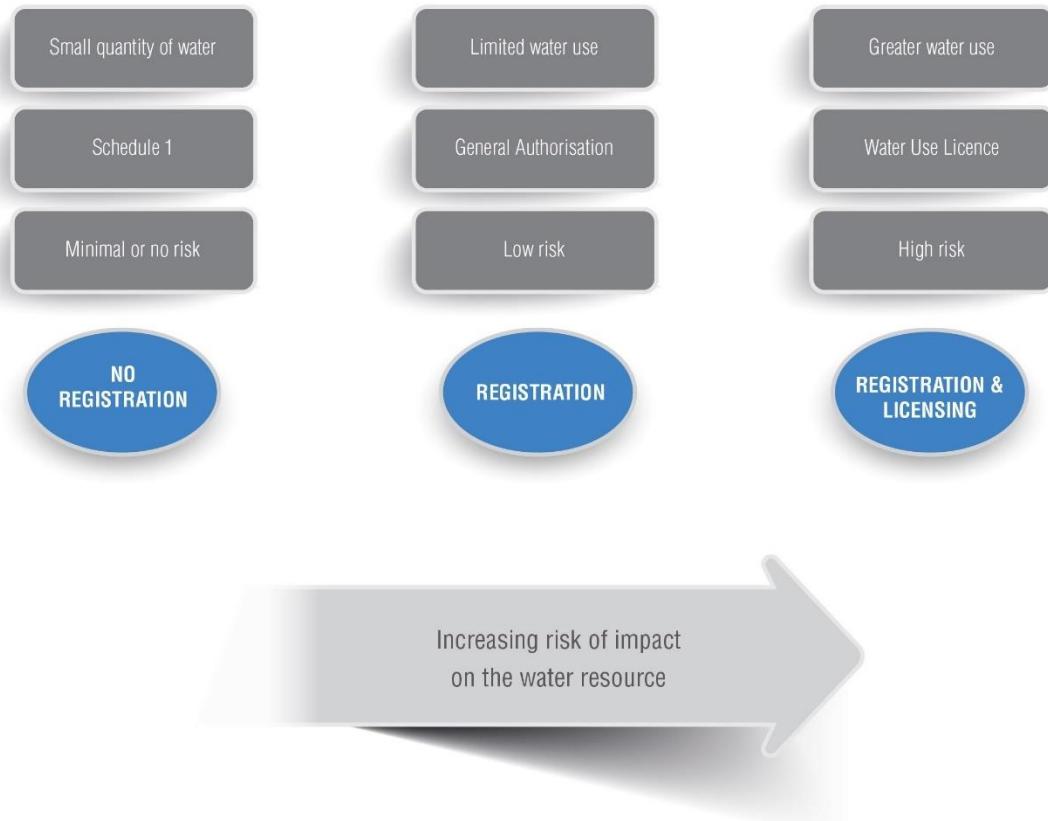 Small quantity of water
Limited water use
Greater water use
Schedule 1
General Authorisation
Water Use Licence
Minimal or no risk
Low risk
High risk
NO
REGISTRATION
REGISTRATION
REGISTRATION &
LICENSING
Increasing risk of impact
on the water resource